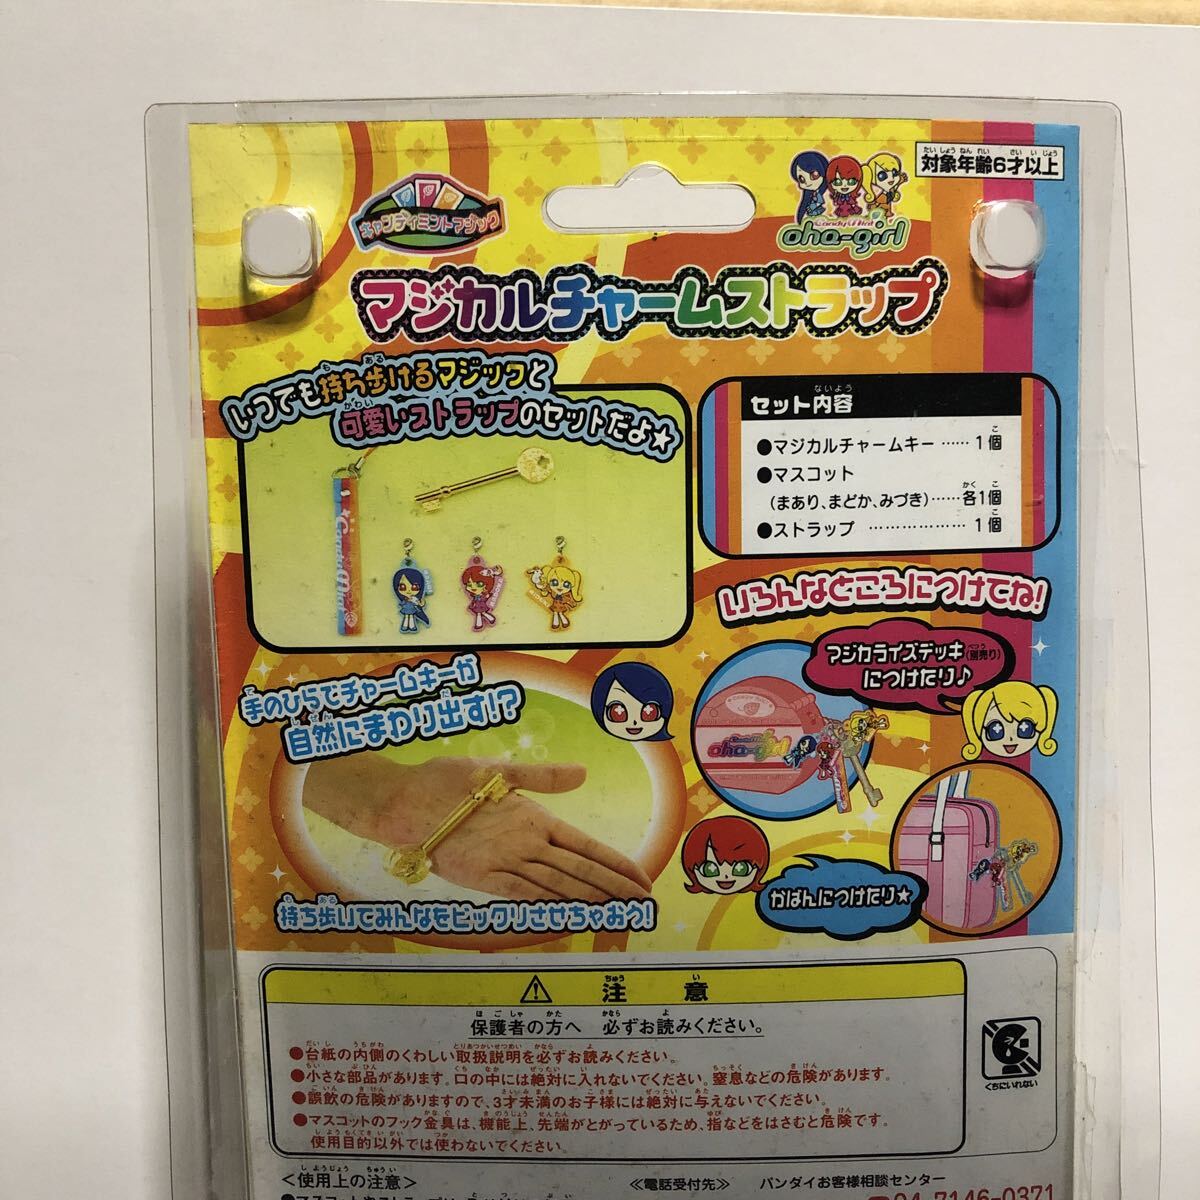 対象年齢6才以上
キャンディミントマジック
Candy Mint
oha-girl
マジカルチャームストラップ
いつでも持ち歩けるマジックと
可愛いストラップのセットだよ★
セット内容
●マジカルチャームキー……1個
●マスコット
(まあり、まどか、みづき)……各1個
●ストラップ………………1個
いろんなところにつけてね!
マジカライズデッキ(別売り)
につけたり♪
手のひらでチャームキーが
自然にまわり出す!?
oha-girl
かばんにつけたり★
持ち歩いてみんなをビックリさせちゃおう!
⚠注意
保護者の方へ 必ずお読みください。
●台紙の内側のくわしい取扱説明を必ずお読みください。
●小さな部品があります。口の中には絶対に入れないでください。窒息などの危険があります。
●誤飲の危険がありますので、3才未満のお子様には絶対に与えないでください。
●マスコットのフック金具は、機能上、先端がとがっているため、指などをはさむと危険です。
使用目的以外では使わないでください。
くちにいれない
<使用上の注意>
≪電話受付先≫ バンダイお客様相談センター
☎04-7146-0371